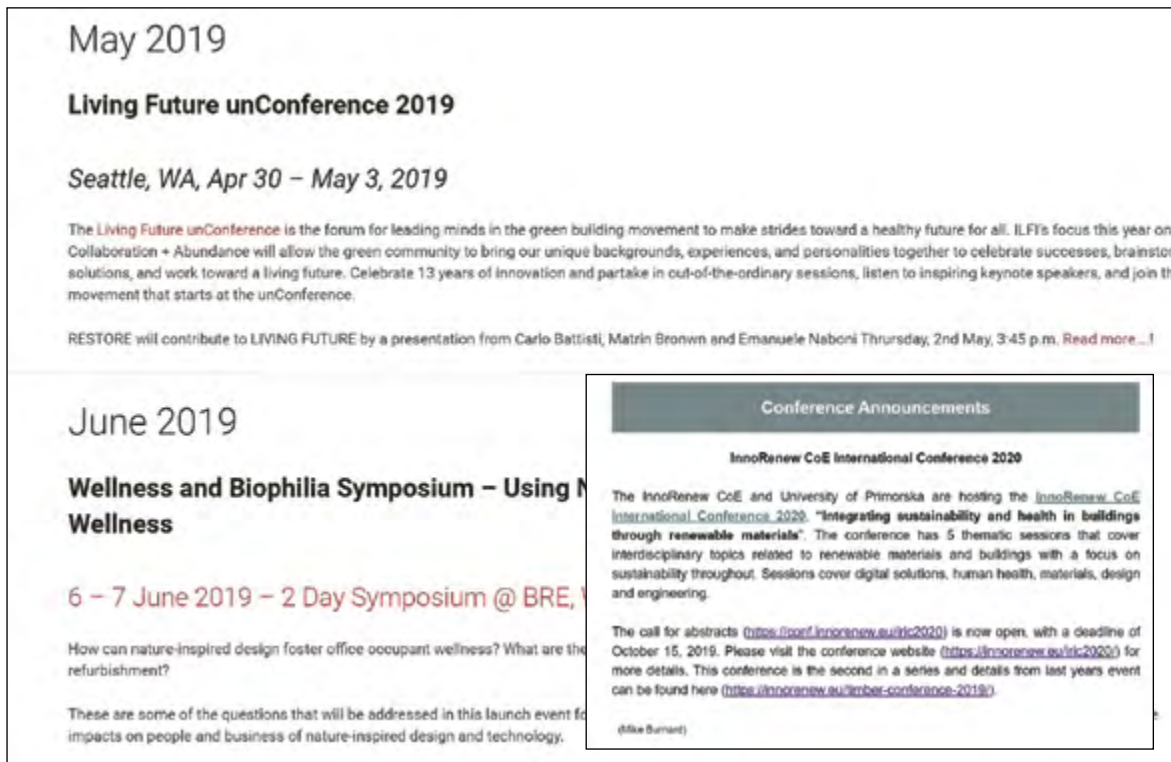 May 2019
Living Future unConference 2019
Seattle, WA, Apr 30 – May 3, 2019
The Living Future unConference is the forum for leading minds in the green building movement to make strides toward a healthy future for all. ILFI's focus this year on
Collaboration + Abundance will allow the green community to bring our unique backgrounds, experiences, and personalities together to celebrate successes, brainsto
solutions, and work toward a living future. Celebrate 13 years of innovation and partake in out-of-the-ordinary sessions, listen to inspiring keynote speakers, and join th
movement that starts at the unConference.
RESTORE will contribute to LIVING FUTURE by a presentation from Carlo Battisti, Matrin Bronwn and Emanuele Naboni Thrursday, 2nd May, 3:45 p.m. Read more ...!
June 2019
Wellness and Biophilia Symposium – Using N
Wellness
6 – 7 June 2019 – 2 Day Symposium @ BRE,
How can nature-inspired design foster office occupant wellness? What are the
refurbishment?
These are some of the questions that will be addressed in this launch event fo
impacts on people and business of nature-inspired design and technology.
Conference Announcements
InnoRenew CoE International Conference 2020
The InnoRenew CoE and University of Primorska are hosting the InnoRenew CoE
International Conference 2020, "Integrating sustainability and health in buildings
through renewable materials". The conference has 5 thematic sessions that cover
interdisciplinary topics related to renewable materials and buildings with a focus on
sustainability throughout. Sessions cover digital solutions, human health, materials, design
and engineering.
The call for abstracts (https://conf.innorenew.eu/iric2020) is now open, with a deadline of
October 15, 2019. Please visit the conference website (https://innorenew.eu/iric2020/) for
more details. This conference is the second in a series and details from last years event
can be found here (https://innorenew.eu/timber-conference-2019/).
(Mike Burnard)